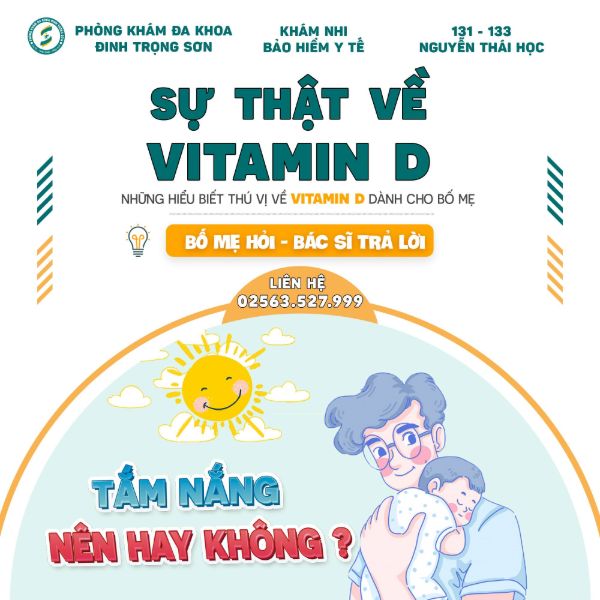 PHÒNG KHÁM ĐA KHOA
ĐINH TRỌNG SƠN
KHÁM NHI
BẢO HIỂM Y TẾ
131 - 133
NGUYỄN THÁI HỌC
SỰ THẬT VỀ
VITAMIN D
NHỮNG HIỂU BIẾT THÚ VỊ VỀ VITAMIN D DÀNH CHO BỐ MẸ
BỐ MẸ HỎI - BÁC SĨ TRẢ LỜI
LIÊN HỆ
02563.527.999
TẮM NẮNG
NÊN HAY KHÔNG ?